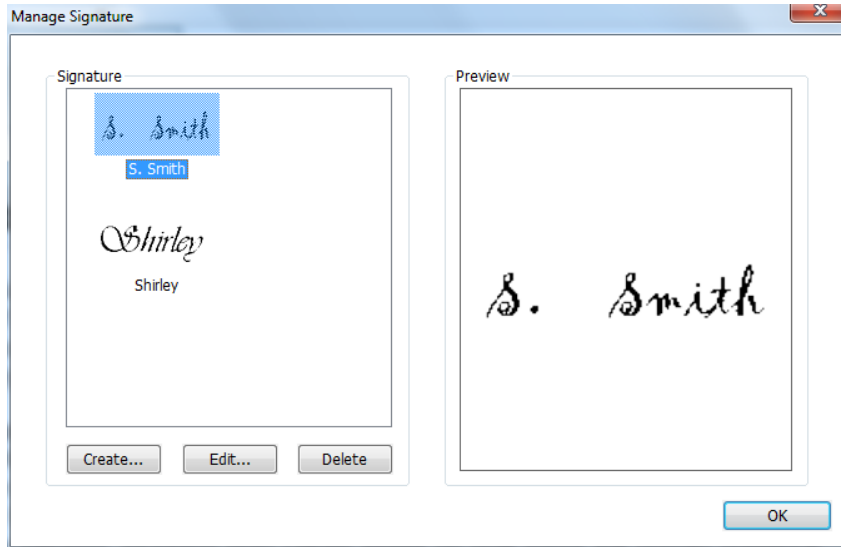 Manage Signature
Signature
Preview
S. Smith
S. Smith
Shirley
Shirley
S. Smith
Create... Edit... Delete
OK